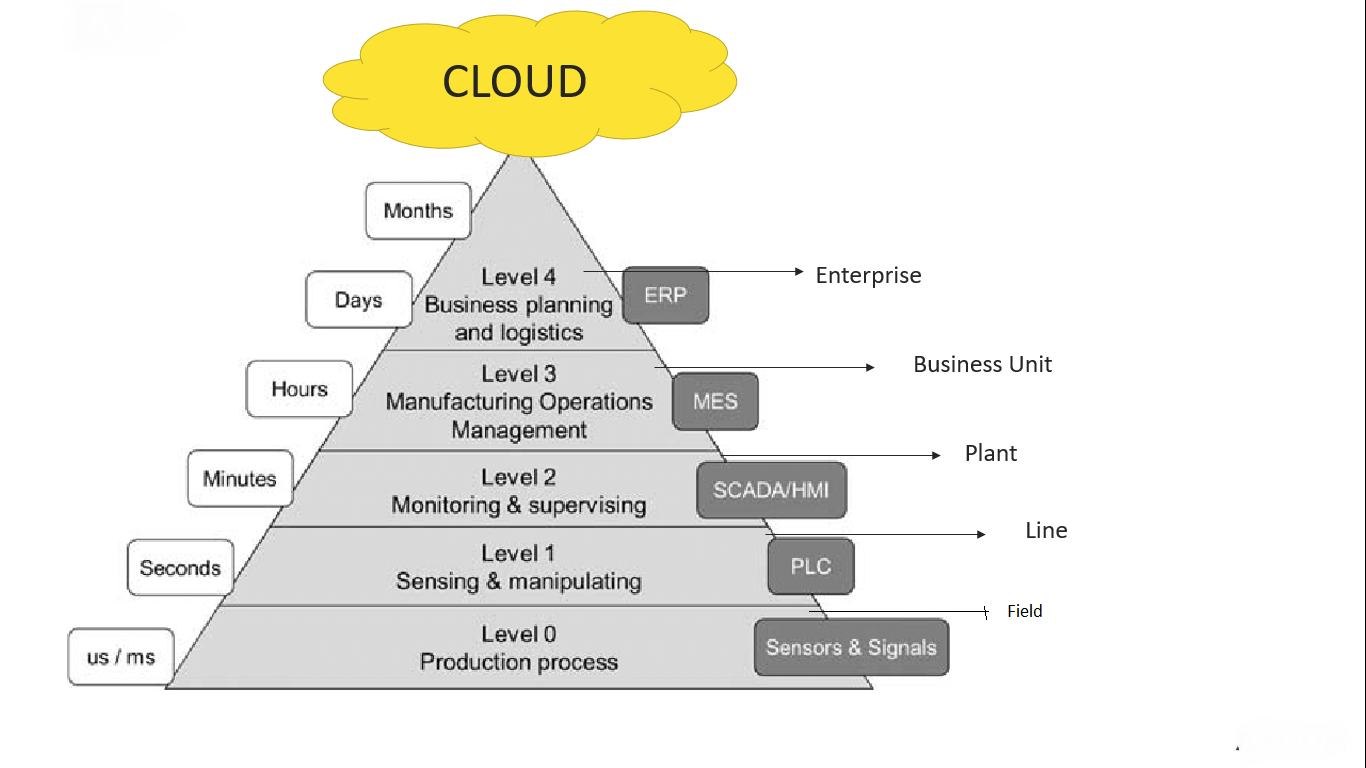 CLOUD
Months
Level 4
Business planning
and logistics
Days
ERP
Enterprise
Level 3
Manufacturing Operations
Management
Hours
MES
Business Unit
Level 2
Monitoring & supervising
Minutes
SCADA/HMI
Plant
Level 1
Sensing & manipulating
Seconds
PLC
Line
Level 0
Production process
us / ms
Sensors & Signals
Field